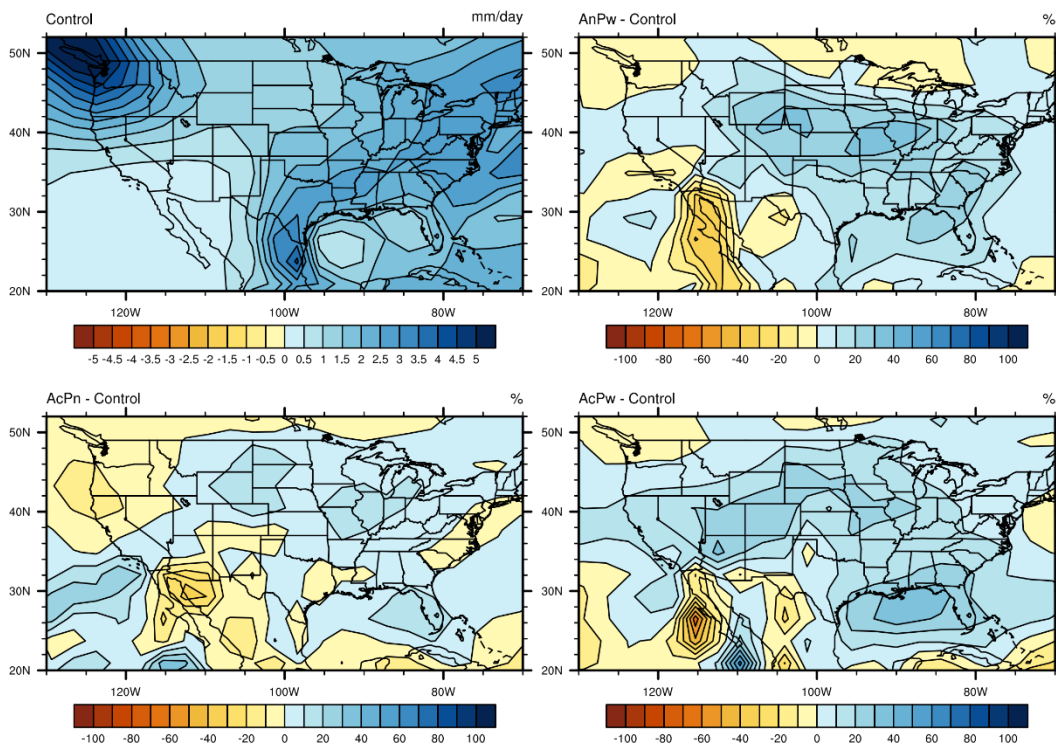 Control mm/day
50N
40N
30N
20N
120W 100W 80W
-5 -4.5 -4 -3.5 -3 -2.5 -2 -1.5 -1 -0.5 0 0.5 1 1.5 2 2.5 3 3.5 4 4.5 5
AnPw - Control %
50N
40N
30N
20N
120W 100W 80W
-100 -80 -60 -40 -20 0 20 40 60 80 100
AcPn - Control %
50N
40N
30N
20N
120W 100W 80W
-100 -80 -60 -40 -20 0 20 40 60 80 100
AcPw - Control %
50N
40N
30N
20N
120W 100W 80W
-100 -80 -60 -40 -20 0 20 40 60 80 100